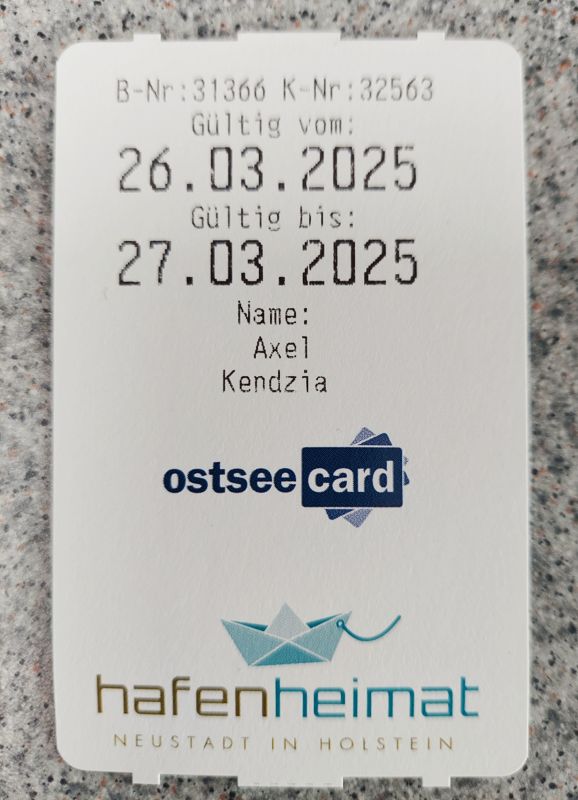 B-Nr:31366 K-Nr:32563
Gültig vom:
26.03.2025
Gültig bis:
27.03.2025
Name:
Axel
Kendzia
ostseecard
hafenheimat
NEUSTADT IN HOLSTEIN